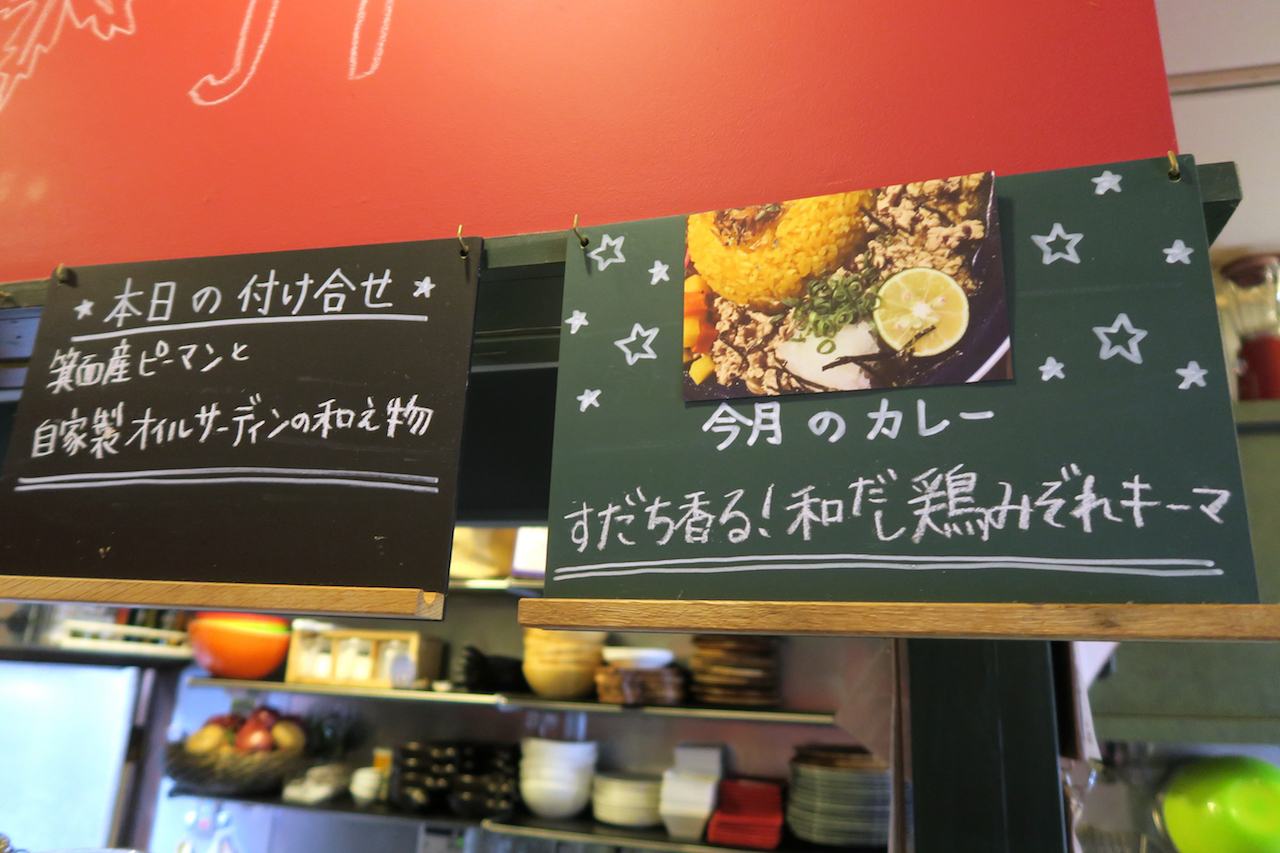 本日の付け合せ
箕面産ピーマンと
自家製オイルサーディンの和え物
今月のカレー
すだち香る!和だし鶏みぞれキーマ